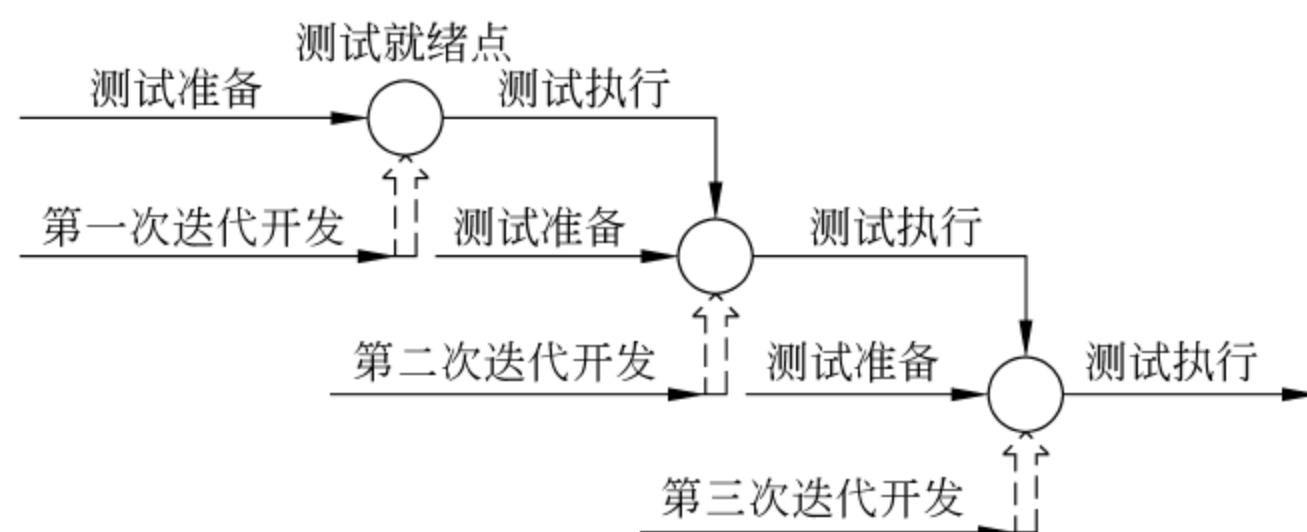 测试就绪点
测试准备
测试执行
第一次迭代开发
测试准备
测试执行
第二次迭代开发
测试准备
测试执行
第三次迭代开发